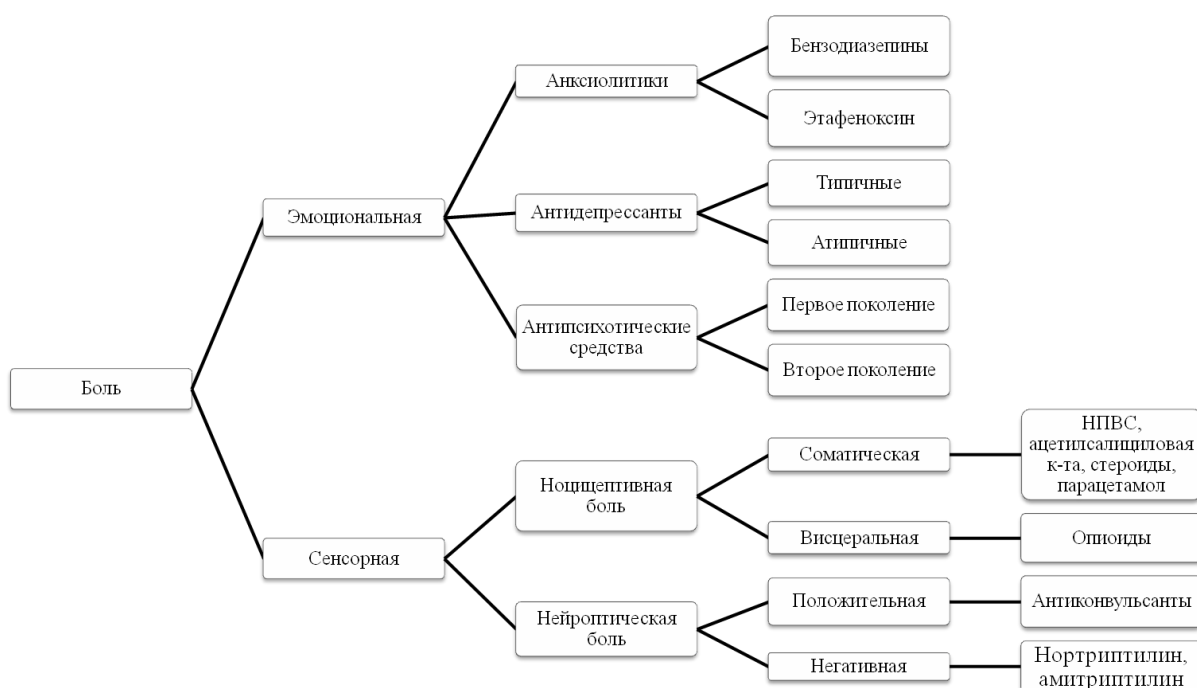 Боль
Эмоциональная
Анксиолитики
Бензодиазепины
Этафеноксин
Антидепрессанты
Типичные
Атипичные
Антипсихотические
средства
Первое поколение
Второе поколение
Сенсорная
Ноцицептивная
боль
Соматическая
НПВС,
ацетилсалициловая
к-та, стероиды,
парацетамол
Висцеральная
Опиоиды
Нейроптическая
боль
Положительная
Антиконвульсанты
Негативная
Нортриптилин,
амитриптилин